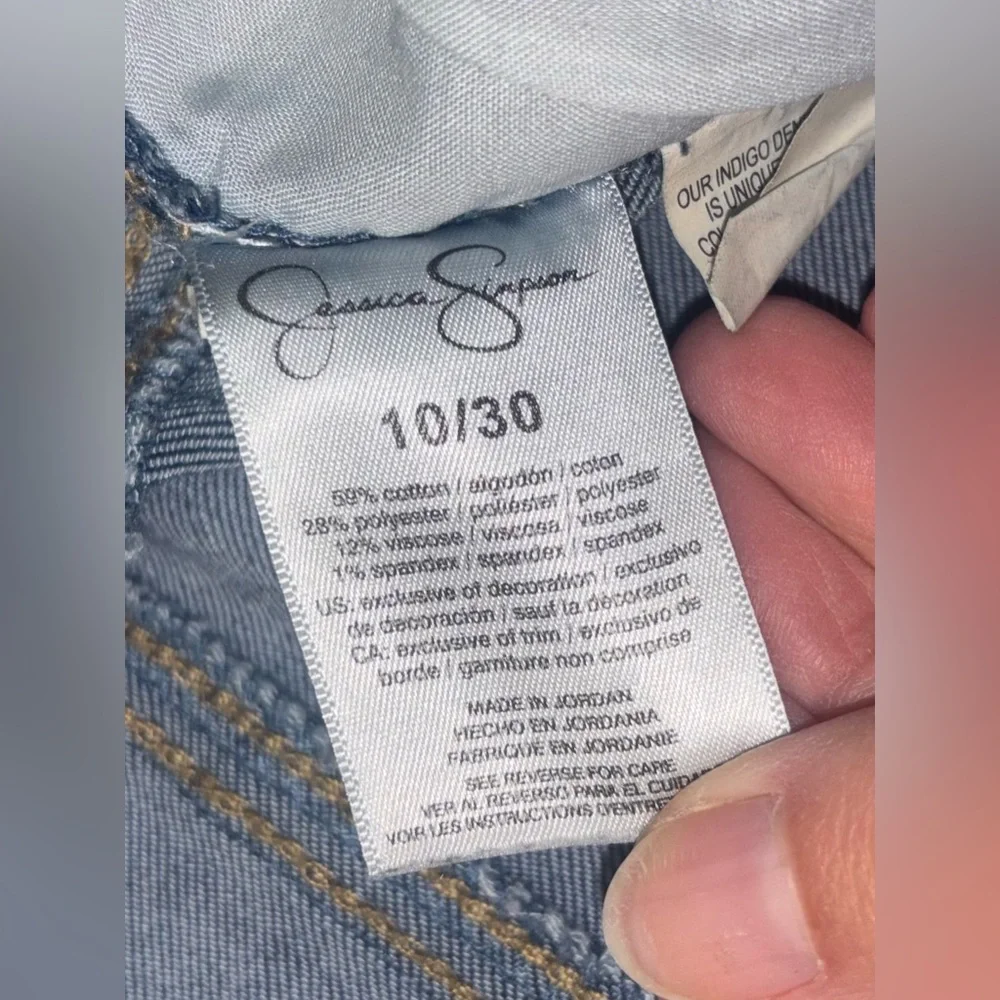 Jessica Simpson
10/30
59% cotton / algodón / coton
28% polyester / poliéster / polyester
12% viscose / viscosa / viscose
1% spandex / spandex / spandex
US: exclusive of decoration / exclusivo
de decoración / sauf la décoration
CA: exclusive of trim / exclusivo de
borde / garniture non comprise
MADE IN JORDAN
HECHO EN JORDANIA
FABRIQUE EN JORDANIE
SEE REVERSE FOR CARE
VER AL REVERSO PARA EL CUIDA
VOIR LES INSTRUCTIONS D'ENTRE
OUR INDIGO DEN
IS UNIQUE